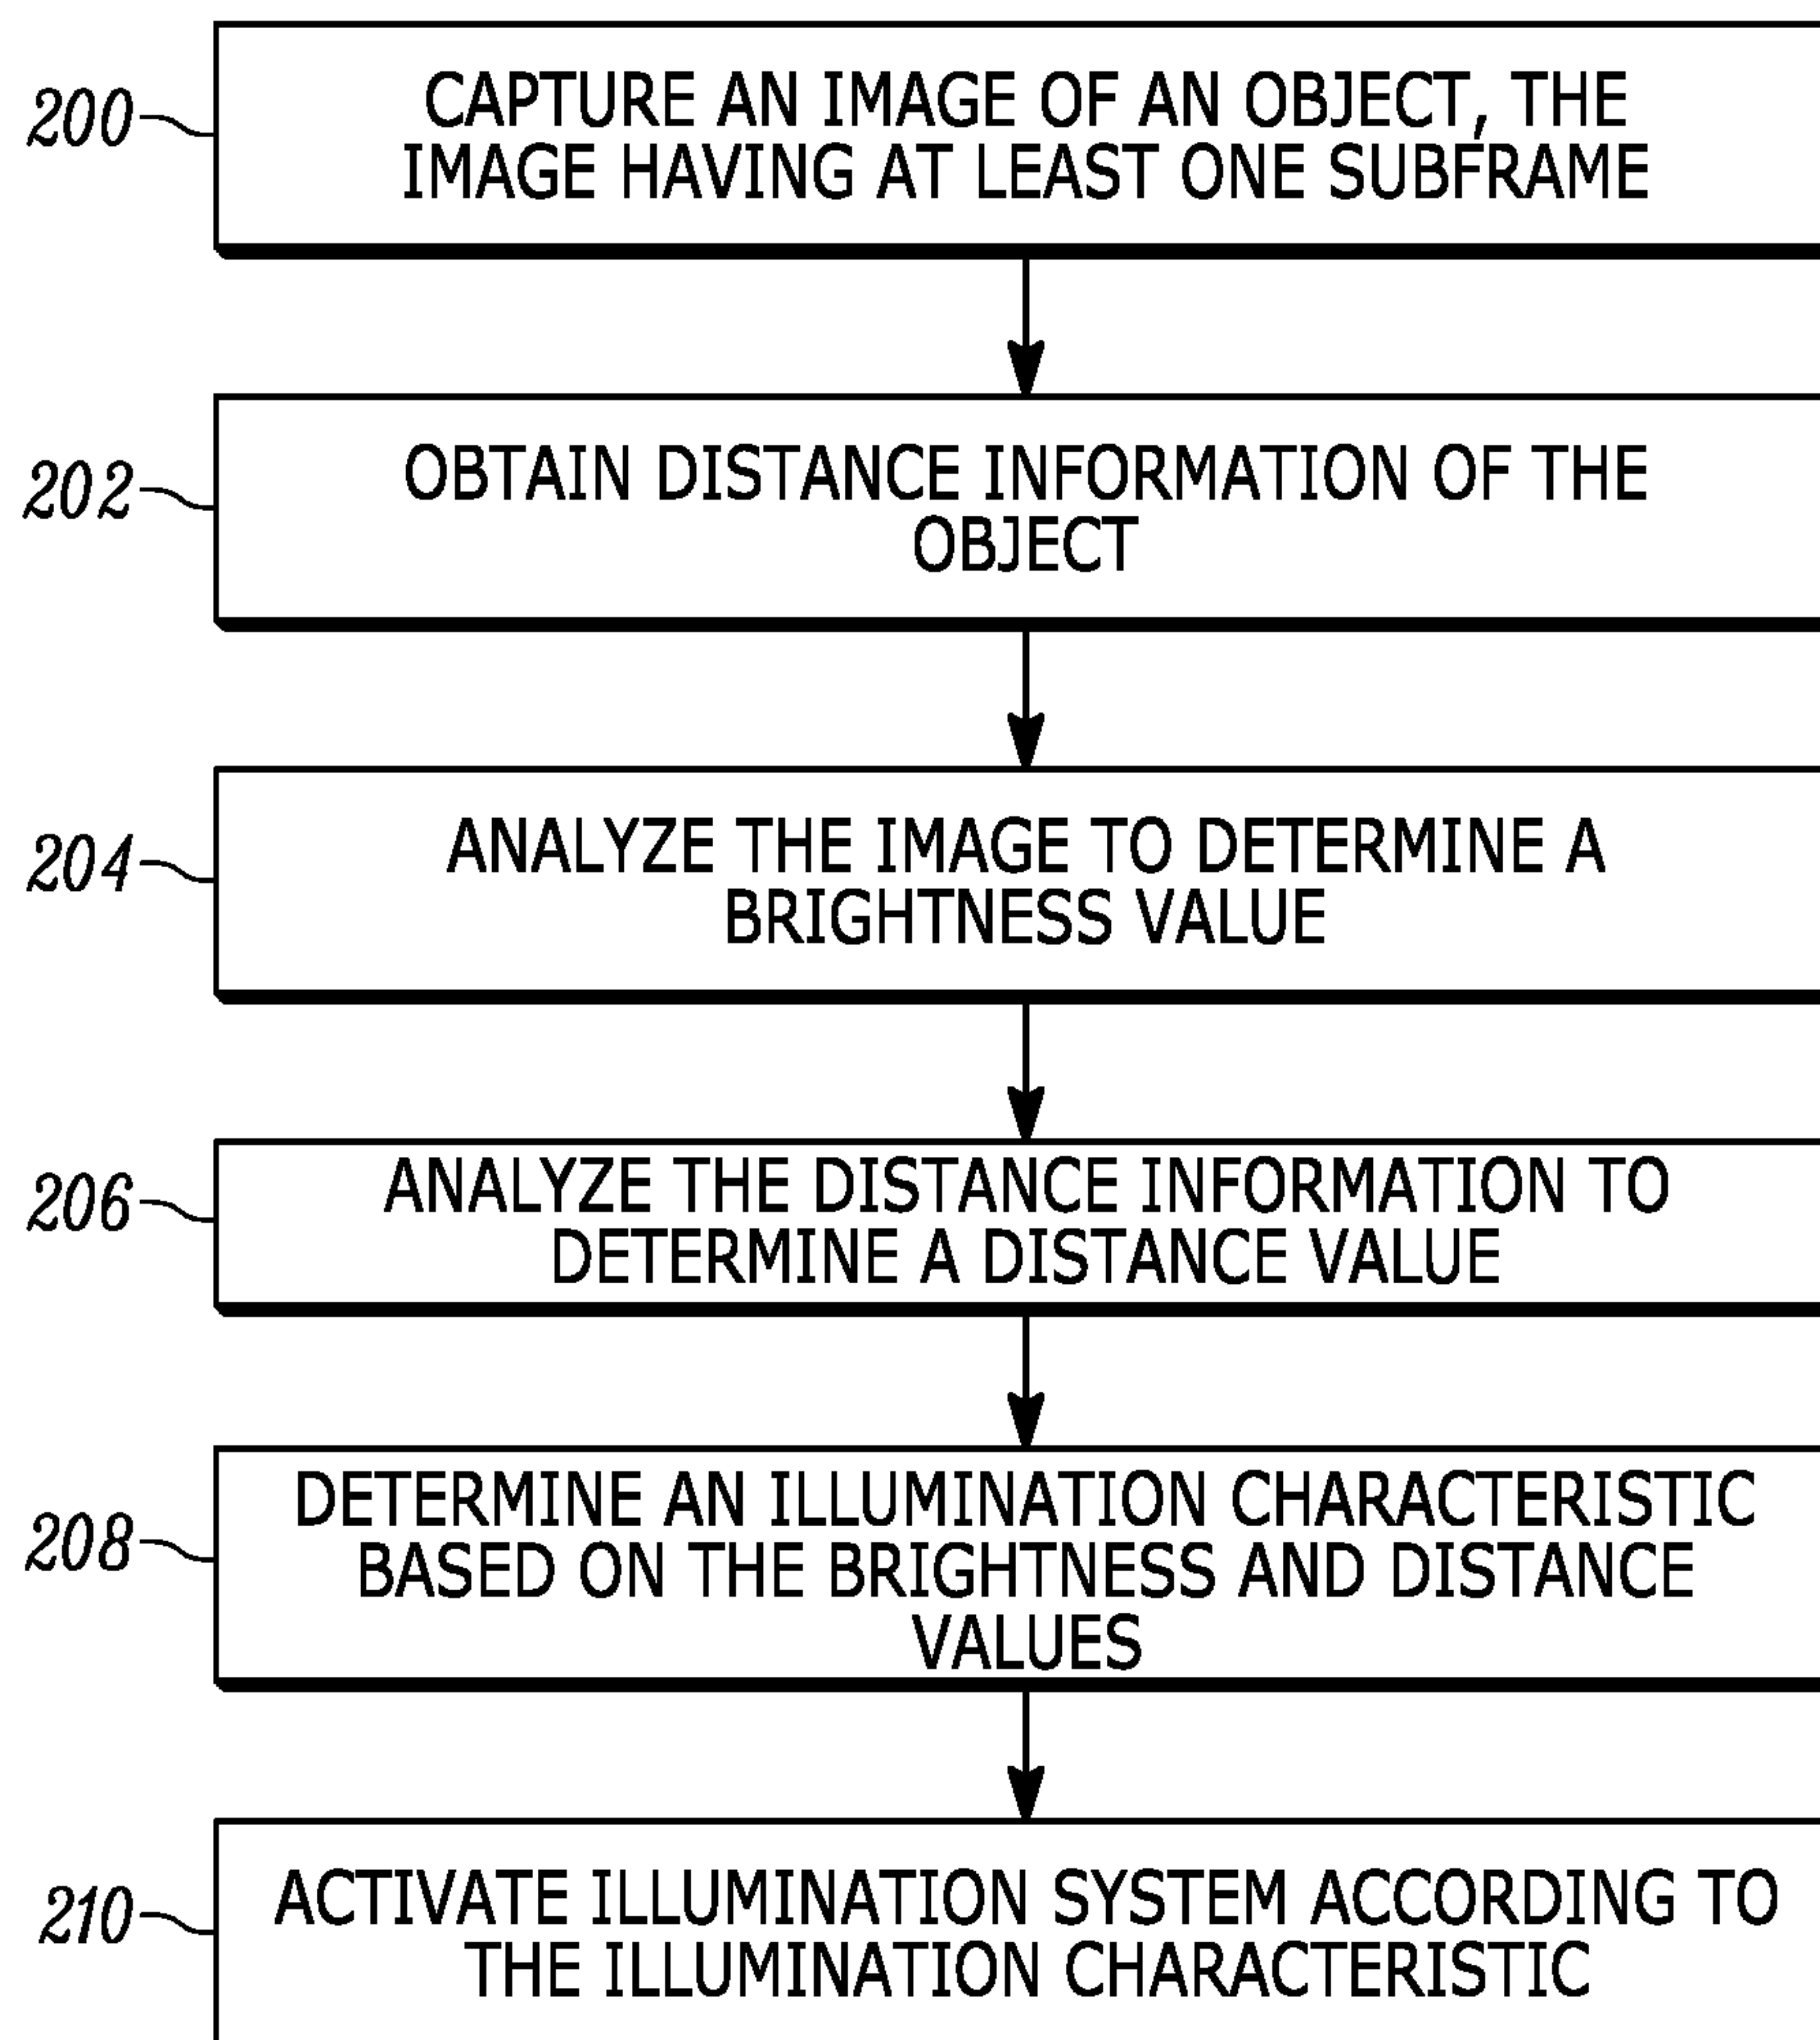 200
CAPTURE AN IMAGE OF AN OBJECT, THE
IMAGE HAVING AT LEAST ONE SUBFRAME
202
OBTAIN DISTANCE INFORMATION OF THE
OBJECT
204
ANALYZE THE IMAGE TO DETERMINE A
BRIGHTNESS VALUE
206
ANALYZE THE DISTANCE INFORMATION TO
DETERMINE A DISTANCE VALUE
208
DETERMINE AN ILLUMINATION CHARACTERISTIC
BASED ON THE BRIGHTNESS AND DISTANCE
VALUES
210
ACTIVATE ILLUMINATION SYSTEM ACCORDING TO
THE ILLUMINATION CHARACTERISTIC